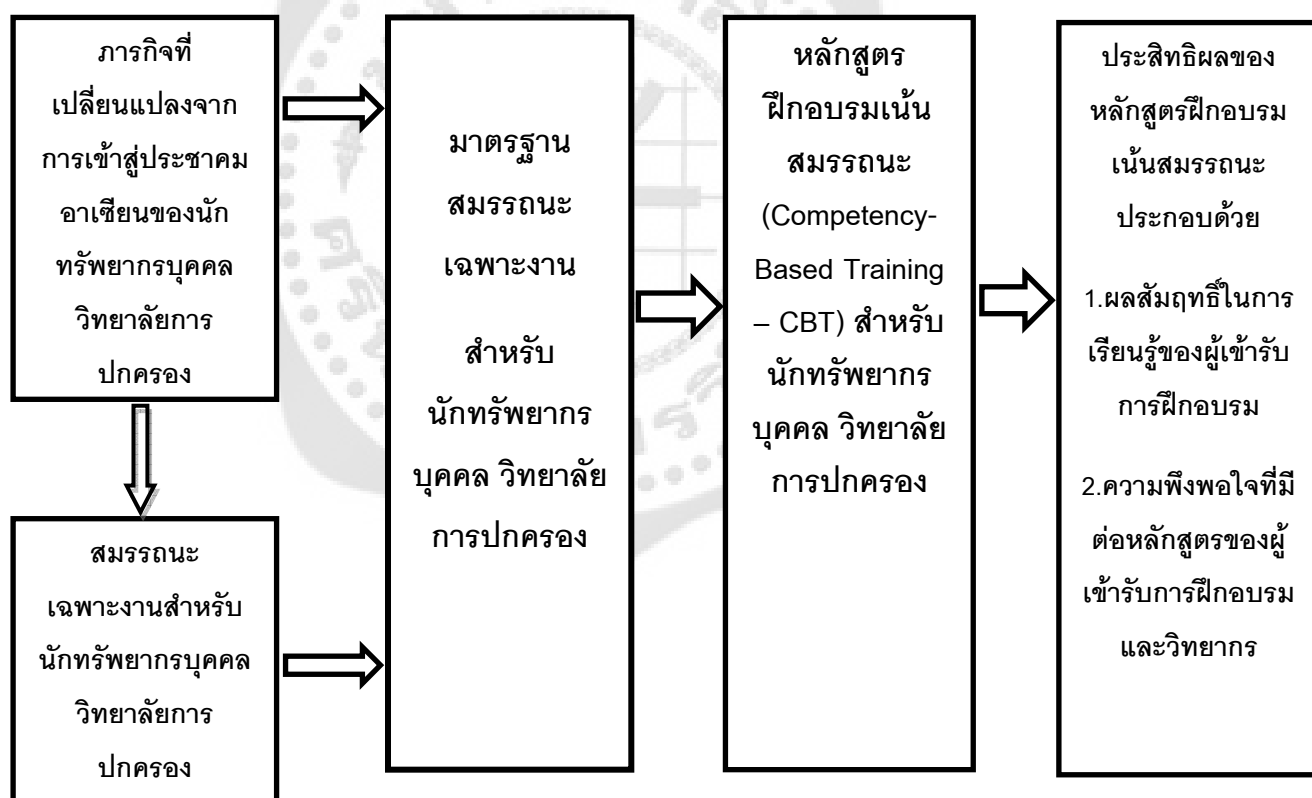 ภารกิจที่
เปลี่ยนแปลงจาก
การเข้าสู่ประชาคม
อาเซียนของนัก
ทรัพยากรบุคคล
วิทยาลัยการ
ปกครอง
สมรรถนะ
เฉพาะงานสำหรับ
นักทรัพยากรบุคคล
วิทยาลัยการ
ปกครอง
มาตรฐาน
สมรรถนะ
เฉพาะงาน
สำหรับ
นักทรัพยากร
บุคคล วิทยาลัย
การปกครอง
หลักสูตร
ฝึกอบรมเน้น
สมรรถนะ
(Competency-
Based Training
– CBT) สำหรับ
นักทรัพยากร
บุคคล วิทยาลัย
การปกครอง
ประสิทธิผลของ
หลักสูตรฝึกอบรม
เน้นสมรรถนะ
ประกอบด้วย
1.ผลสัมฤทธิ์ในการ
เรียนรู้ของผู้เข้ารับ
การฝึกอบรม
2.ความพึงพอใจที่มี
ต่อหลักสูตรของผู้
เข้ารับการฝึกอบรม
และวิทยากร